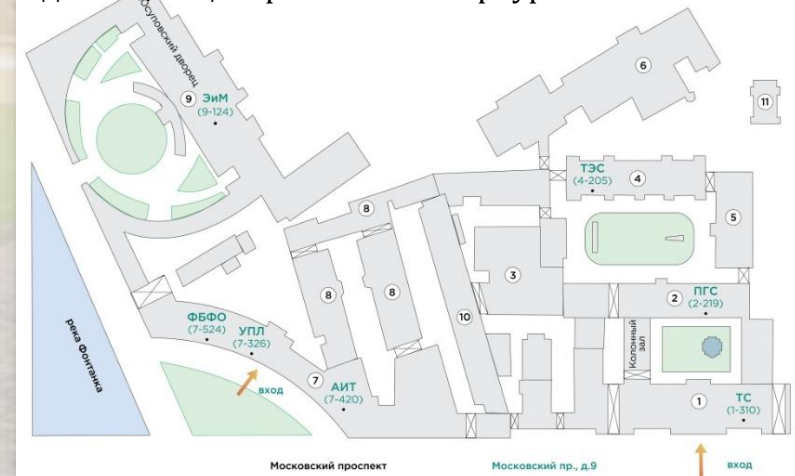 Юсуповский дворец
6
9 ЭиМ
(9-124)
11
ТЭС
(4-205)
4
5
8
8
8
3
10
2
ПГС
(2-219)
Колонный
зал
река Фонтанка
ФБФО
(7-524)
УПЛ
(7-326)
7
вход
АИТ
(7-420)
1
ТС
(1-310)
Московский проспект
Московский пр., д.9
вход